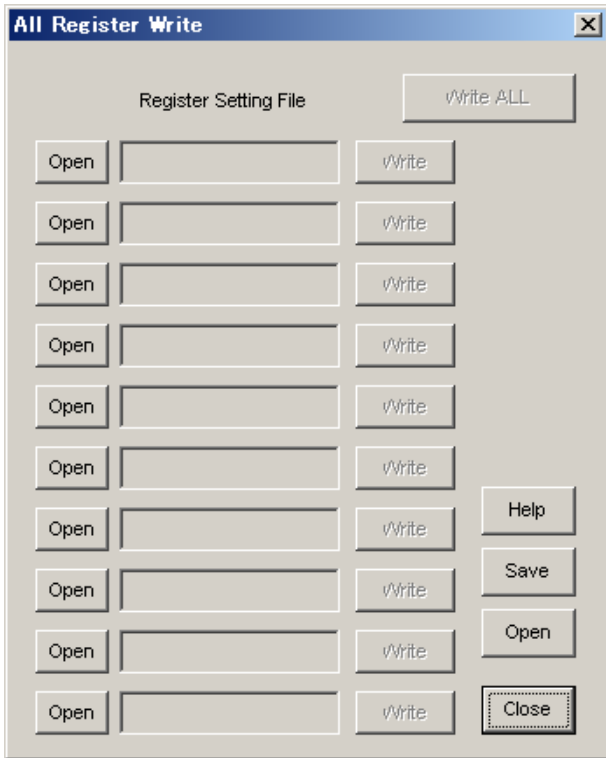 All Register Write
Register Setting File
Write ALL
Open
Write
Open
Write
Open
Write
Open
Write
Open
Write
Open
Write
Open
Write
Help
Open
Write
Save
Open
Write
Open
Open
Write
Close